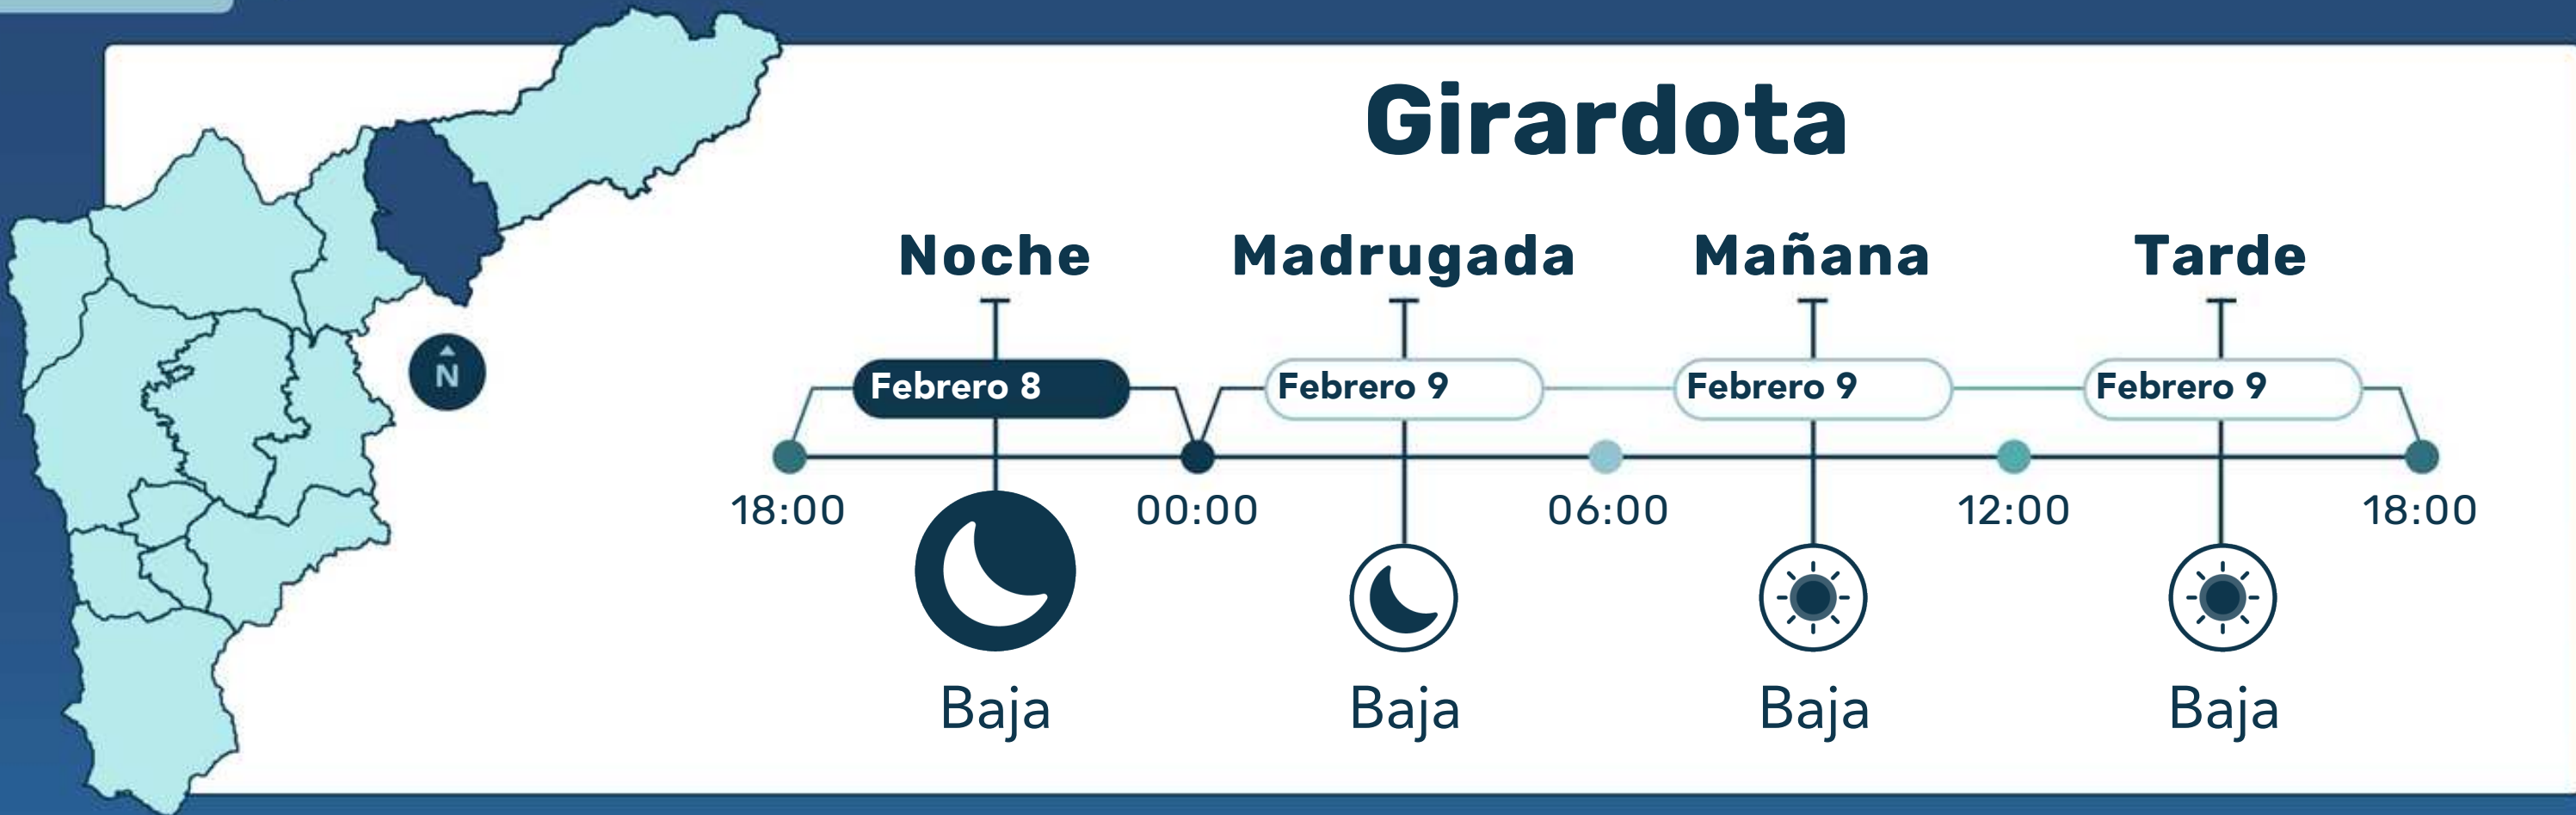 Girardota
Noche Madrugada Mañana Tarde
N
Febrero 8 Febrero 9 Febrero 9 Febrero 9
18:00 00:00 06:00 12:00 18:00
Baja Baja Baja Baja